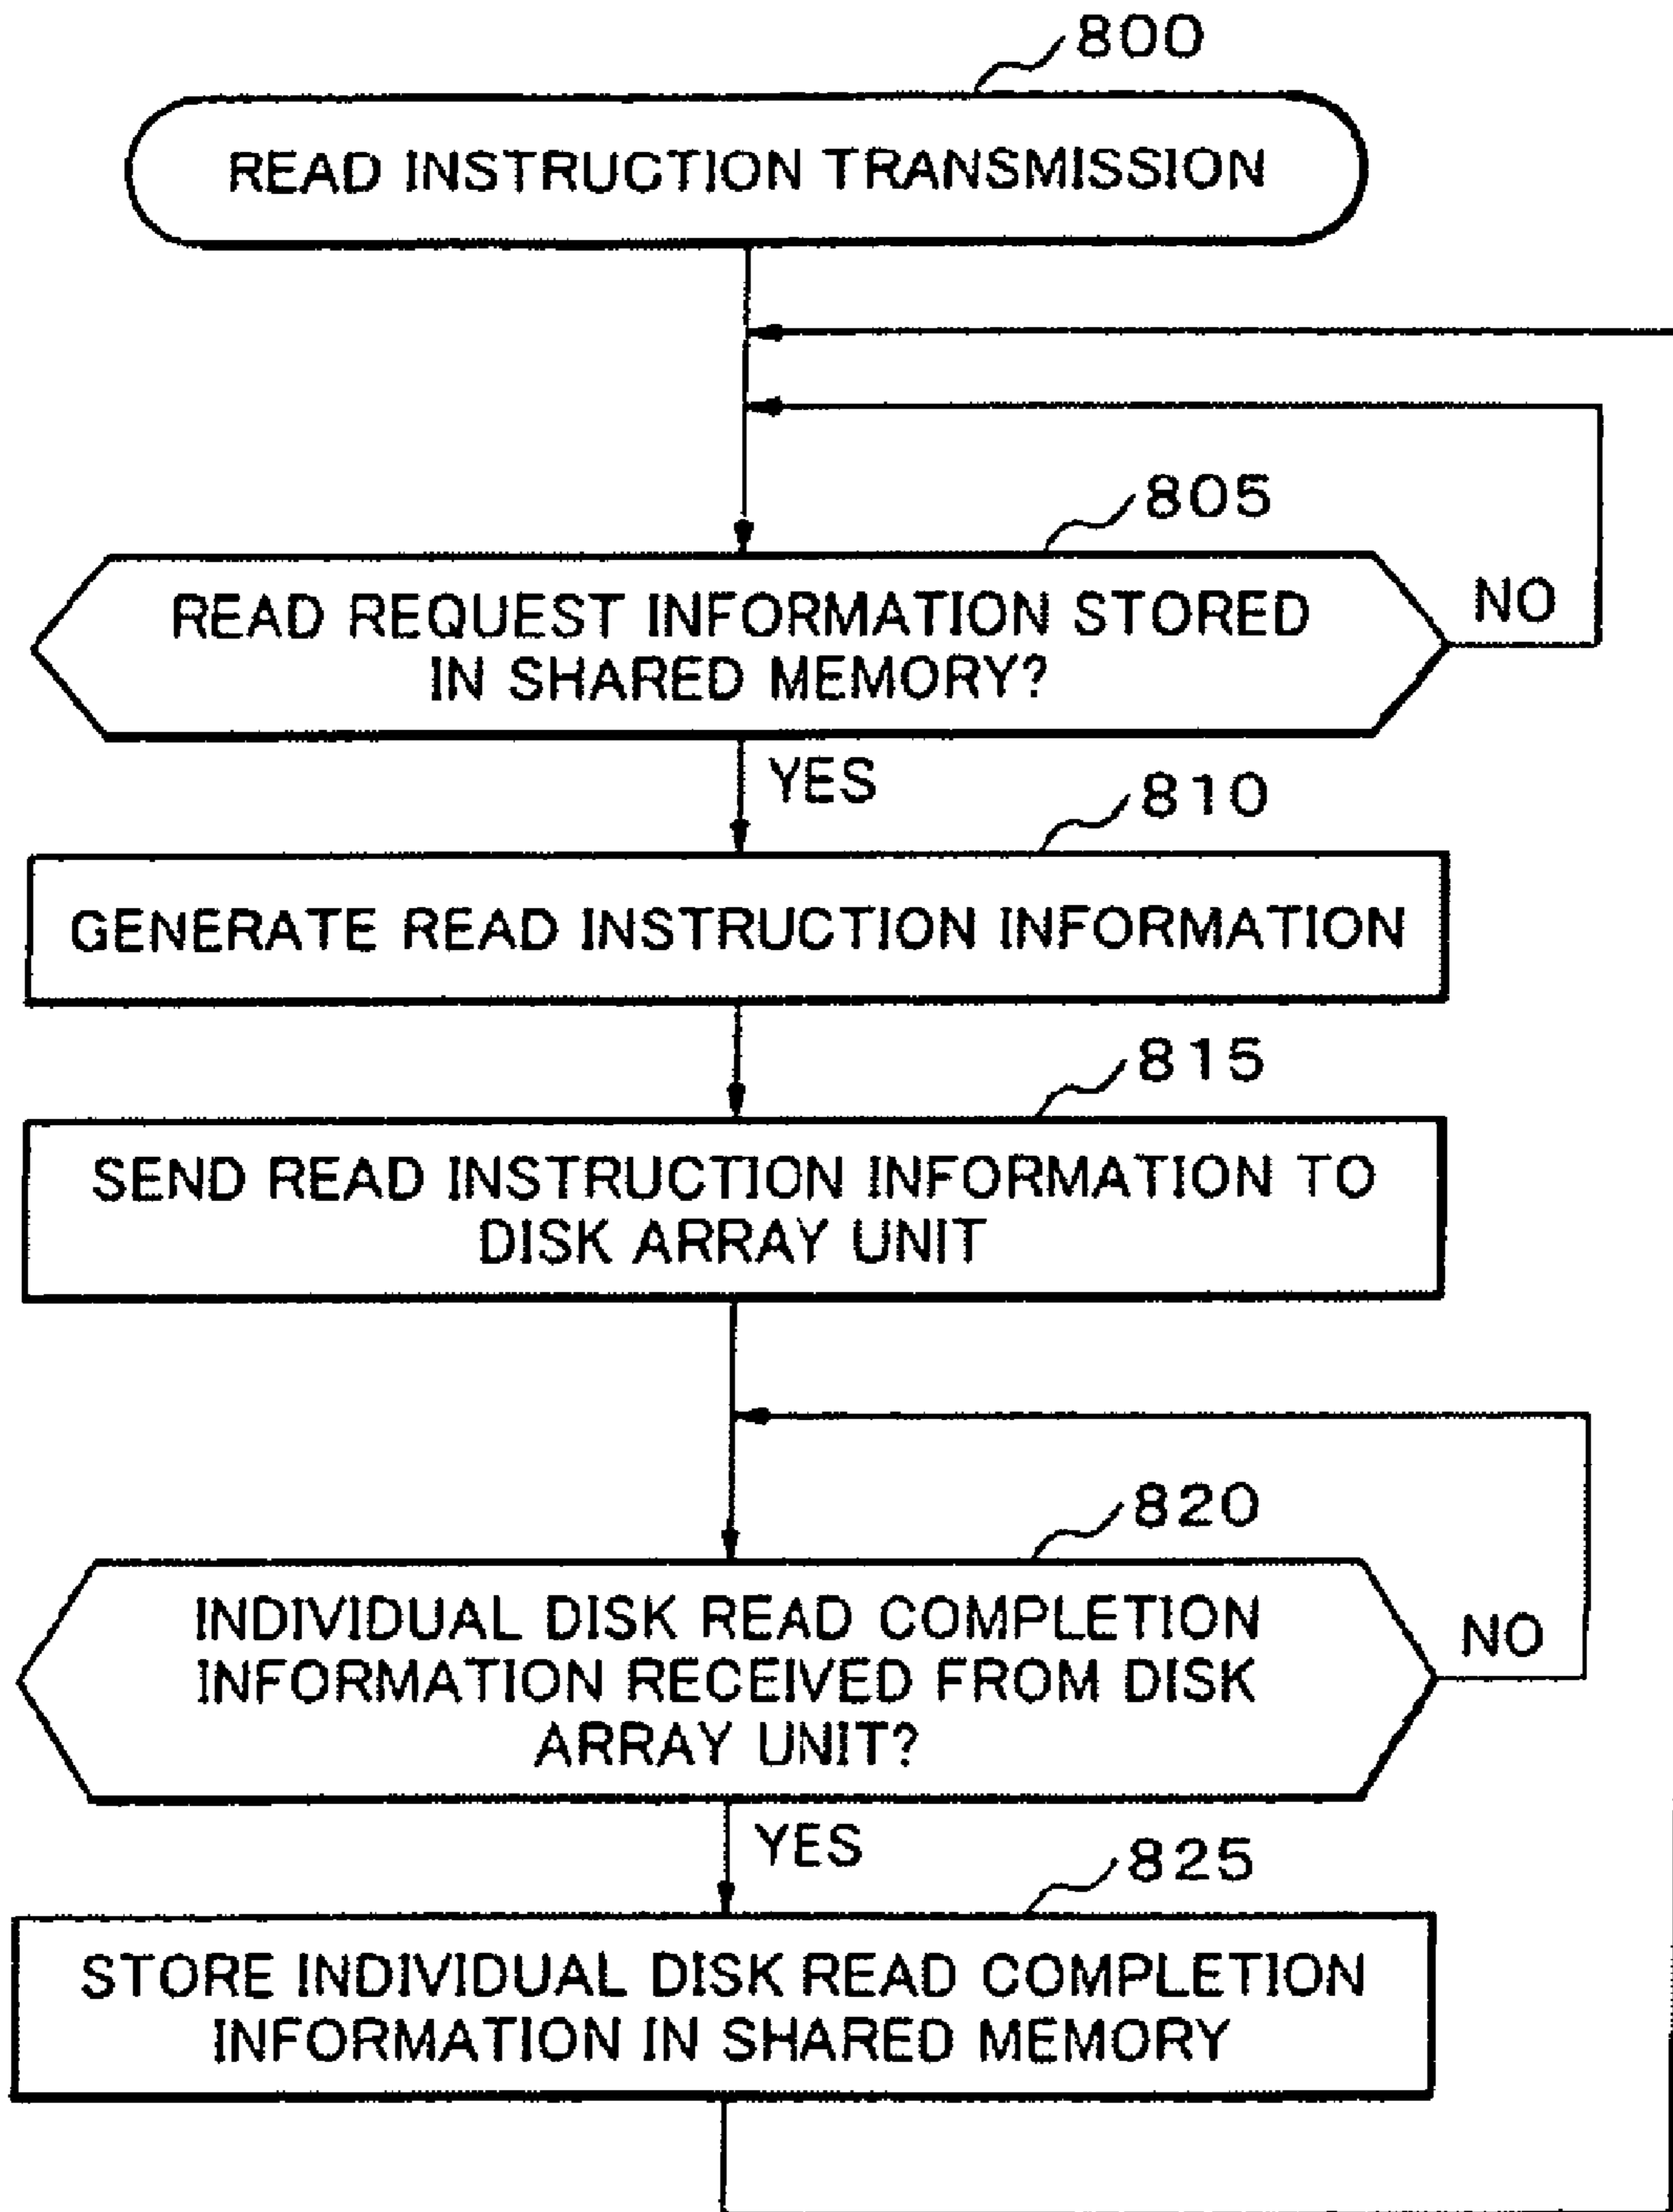 800
READ INSTRUCTION TRANSMISSION
805
READ REQUEST INFORMATION STORED
IN SHARED MEMORY?
NO
YES
810
GENERATE READ INSTRUCTION INFORMATION
815
SEND READ INSTRUCTION INFORMATION TO
DISK ARRAY UNIT
820
INDIVIDUAL DISK READ COMPLETION
INFORMATION RECEIVED FROM DISK
ARRAY UNIT?
NO
YES
825
STORE INDIVIDUAL DISK READ COMPLETION
INFORMATION IN SHARED MEMORY